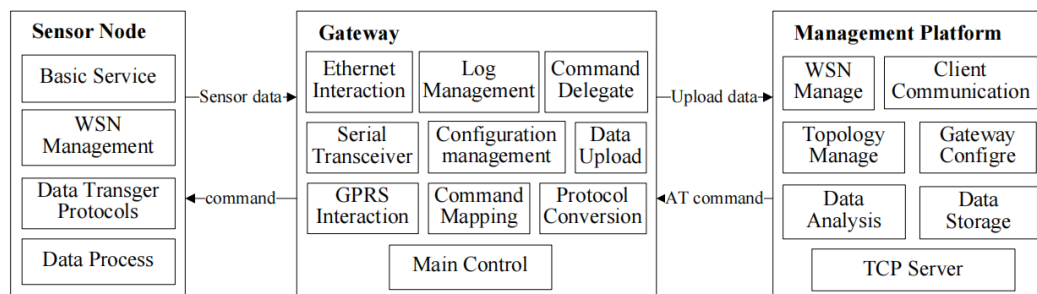 Sensor Node
Basic Service
WSN
Management
Data Transger
Protocols
Data Process
Sensor data
command
Gateway
Ethernet
Interaction
Log
Management
Command
Delegate
Serial
Transceiver
Configuration
management
Data
Upload
GPRS
Interaction
Command
Mapping
Protocol
Conversion
Main Control
Upload data
AT command
Management Platform
WSN
Manage
Client
Communication
Topology
Manage
Gateway
Configre
Data
Analysis
Data
Storage
TCP Server